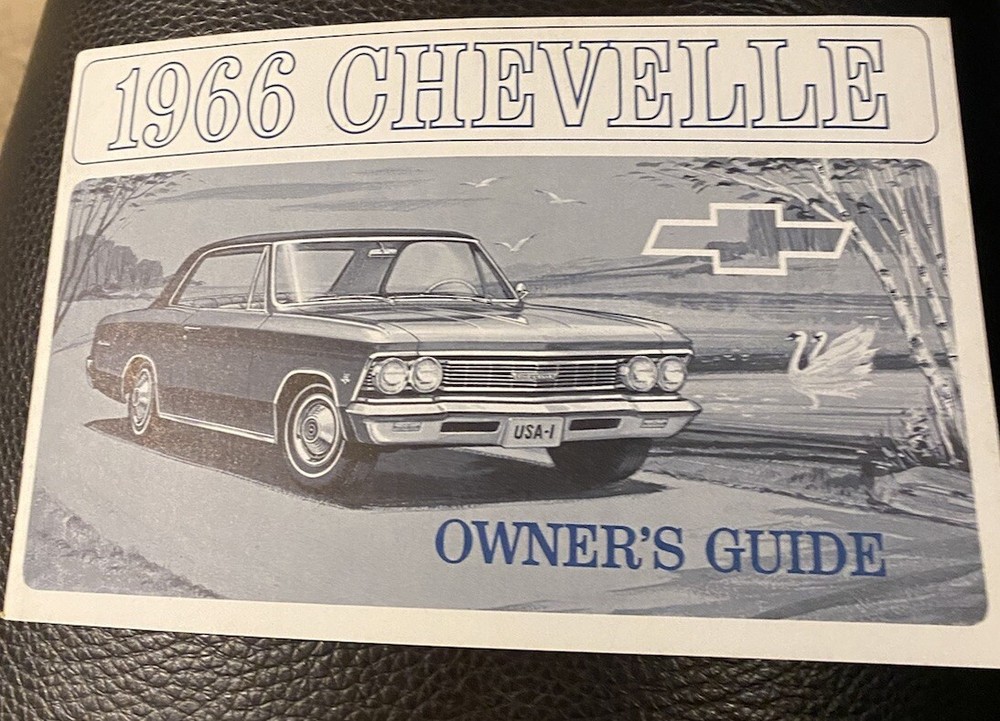 1966 CHEVELLE
USA-1
OWNER'S GUIDE